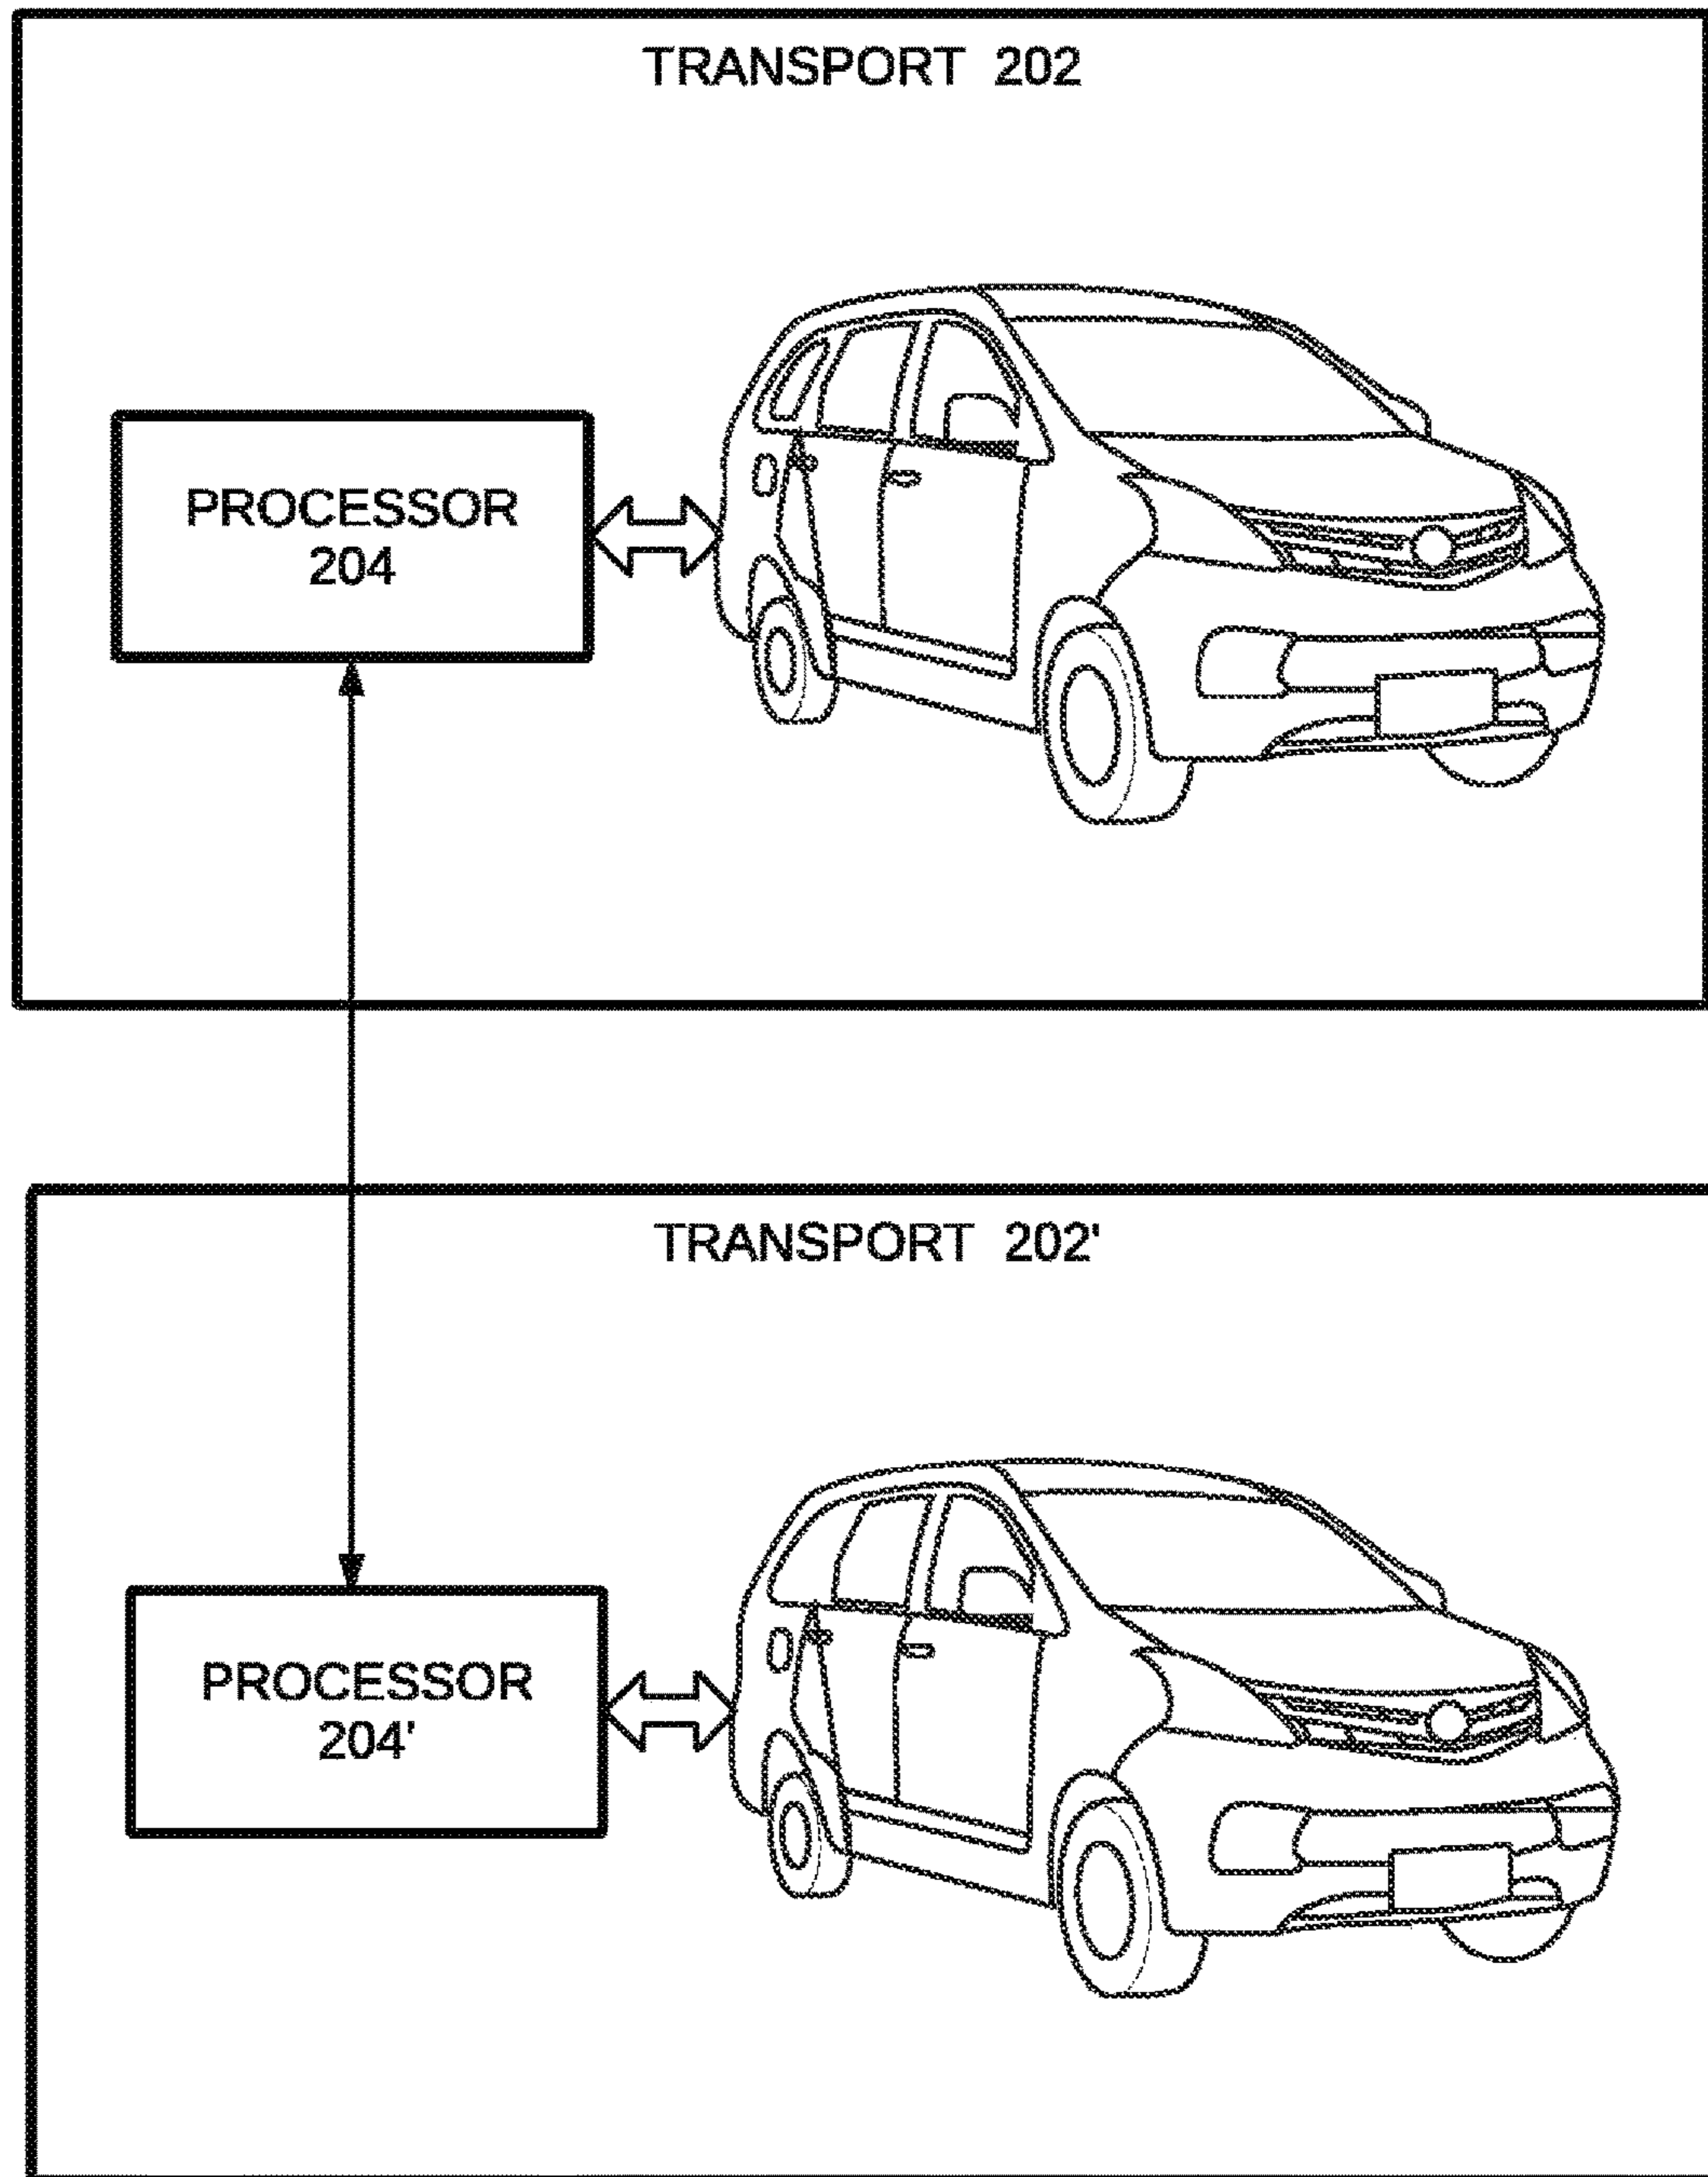 TRANSPORT 202
PROCESSOR
204
TRANSPORT 202'
PROCESSOR
204'